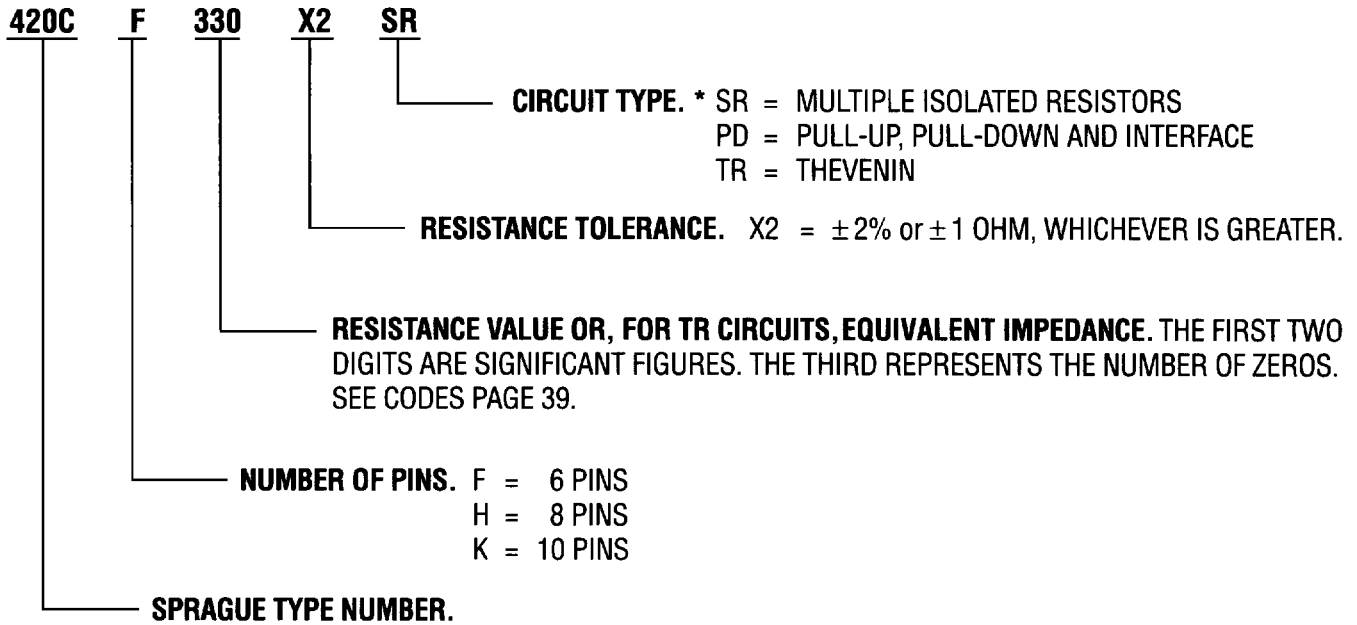 420C F 330 X2 SR
CIRCUIT TYPE. * SR = MULTIPLE ISOLATED RESISTORS
PD = PULL-UP, PULL-DOWN AND INTERFACE
TR = THEVENIN
RESISTANCE TOLERANCE. X2 = ±2% or ±1 OHM, WHICHEVER IS GREATER.
RESISTANCE VALUE OR, FOR TR CIRCUITS, EQUIVALENT IMPEDANCE. THE FIRST TWO
DIGITS ARE SIGNIFICANT FIGURES. THE THIRD REPRESENTS THE NUMBER OF ZEROS.
SEE CODES PAGE 39.
NUMBER OF PINS. F = 6 PINS
H = 8 PINS
K = 10 PINS
SPRAGUE TYPE NUMBER.